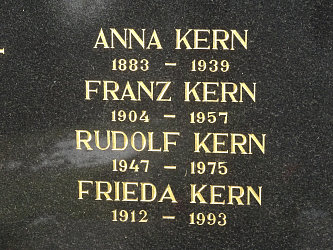 ANNA KERN
1883 – 1939
FRANZ KERN
1904 – 1957
RUDOLF KERN
1947 – 1975
FRIEDA KERN
1912 – 1993